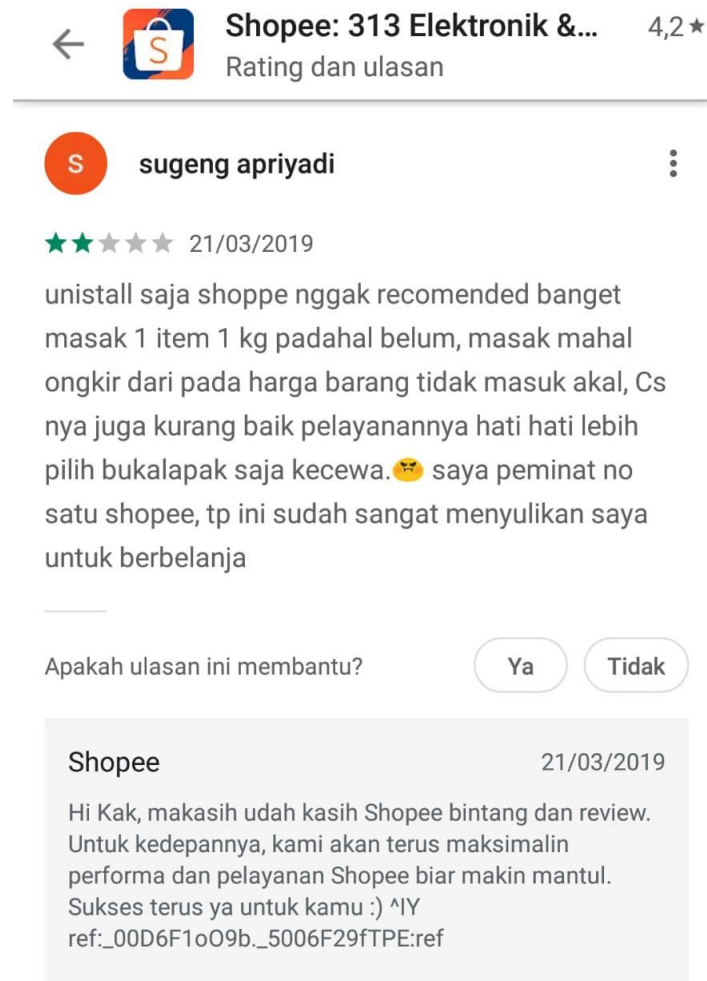 Shopee: 313 Elektronik &... 4,2★
Rating dan ulasan
S
S
sugeng apriyadi
21/03/2019
unistall saja shoppe nggak recomended banget
masak 1 item 1 kg padahal belum, masak mahal
ongkir dari pada harga barang tidak masuk akal, Cs
nya juga kurang baik pelayanannya hati hati lebih
pilih bukalapak saja kecewa.😠 saya peminat no
satu shopee, tp ini sudah sangat menyulikan saya
untuk berbelanja
Apakah ulasan ini membantu? Ya Tidak
Shopee 21/03/2019
Hi Kak, makasih udah kasih Shopee bintang dan review.
Untuk kedepannya, kami akan terus maksimalin
performa dan pelayanan Shopee biar makin mantul.
Sukses terus ya untuk kamu :) ^IY
ref:_00D6F1oO9b._5006F29fTPE:ref